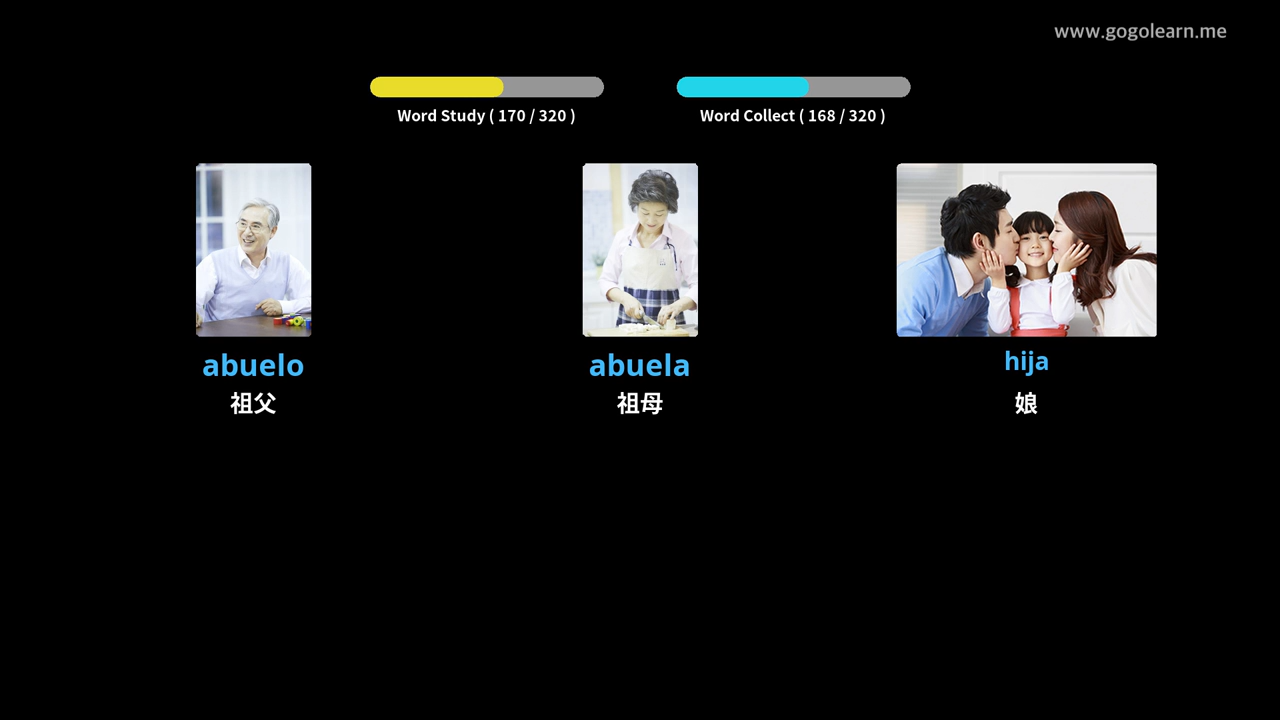 www.gogolearn.me
Word Study ( 170 / 320 )
Word Collect ( 168 / 320 )
abuelo
祖父
abuela
祖母
hija
娘